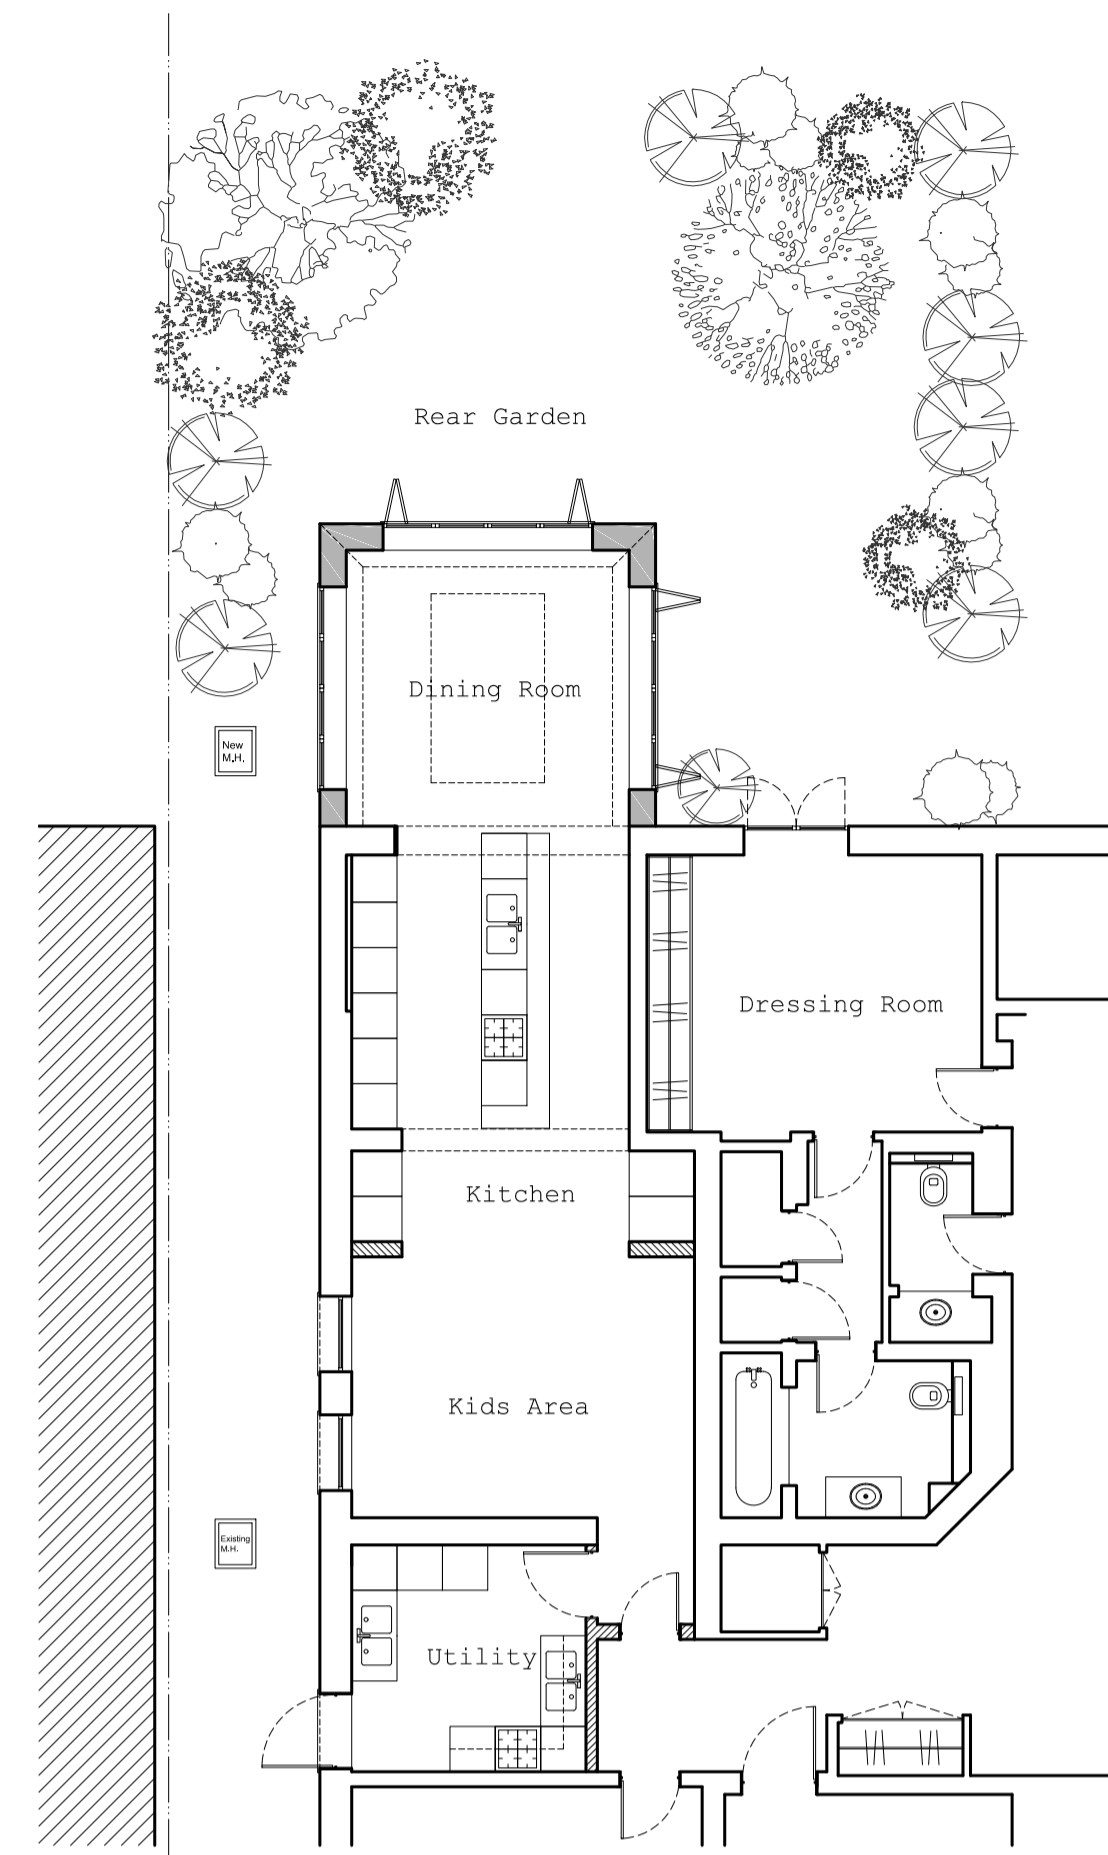 Rear Garden
Dining Room
New
M.H.
Dressing Room
Kitchen
Kids Area
Existing
M.H.
Utility